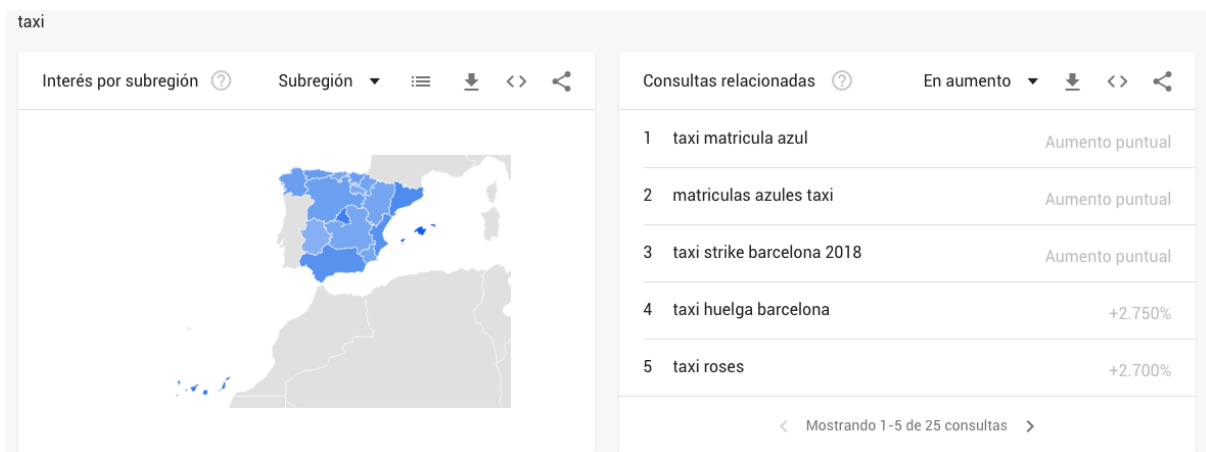 taxi
Interés por subregión
Subregión
Consultas relacionadas
En aumento
1 taxi matricula azul Aumento puntual
2 matriculas azules taxi Aumento puntual
3 taxi strike barcelona 2018 Aumento puntual
4 taxi huelga barcelona +2.750%
5 taxi roses +2.700%
Mostrando 1-5 de 25 consultas